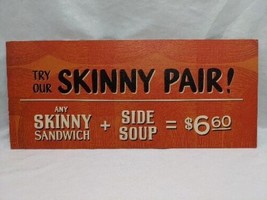 TRY OUR SKINNY PAIR!
ANY SKINNY SANDWICH + SIDE SOUP = $6 60